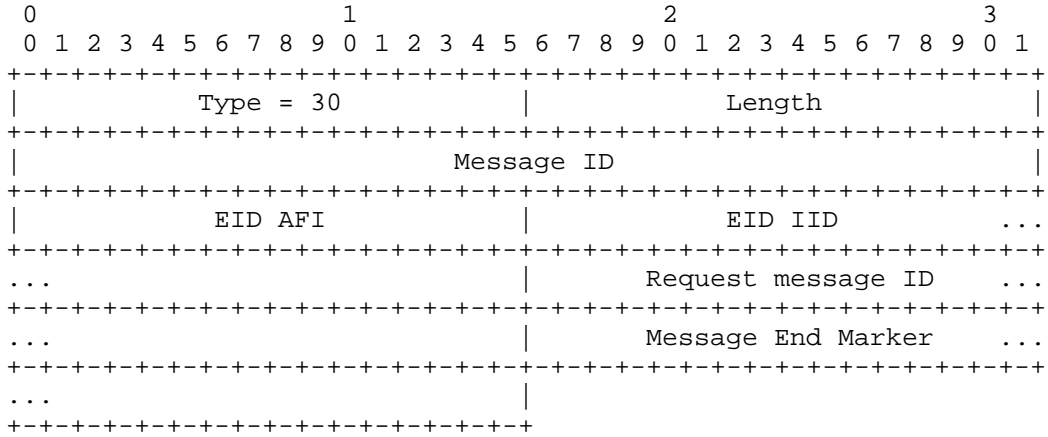 0                   1                   2                   3
 0 1 2 3 4 5 6 7 8 9 0 1 2 3 4 5 6 7 8 9 0 1 2 3 4 5 6 7 8 9 0 1
+-+-+-+-+-+-+-+-+-+-+-+-+-+-+-+-+-+-+-+-+-+-+-+-+-+-+-+-+-+-+-+-+
|           Type = 30           |            Length             |
+-+-+-+-+-+-+-+-+-+-+-+-+-+-+-+-+-+-+-+-+-+-+-+-+-+-+-+-+-+-+-+-+
|                          Message ID                           |
+-+-+-+-+-+-+-+-+-+-+-+-+-+-+-+-+-+-+-+-+-+-+-+-+-+-+-+-+-+-+-+-+
|            EID AFI            |            EID IID          ...
+-+-+-+-+-+-+-+-+-+-+-+-+-+-+-+-+-+-+-+-+-+-+-+-+-+-+-+-+-+-+-+-+
...                             |       Request message ID    ...
+-+-+-+-+-+-+-+-+-+-+-+-+-+-+-+-+-+-+-+-+-+-+-+-+-+-+-+-+-+-+-+-+
...                             |       Message End Marker    ...
+-+-+-+-+-+-+-+-+-+-+-+-+-+-+-+-+-+-+-+-+-+-+-+-+-+-+-+-+-+-+-+-+
...                             |
+-+-+-+-+-+-+-+-+-+-+-+-+-+-+-+-+